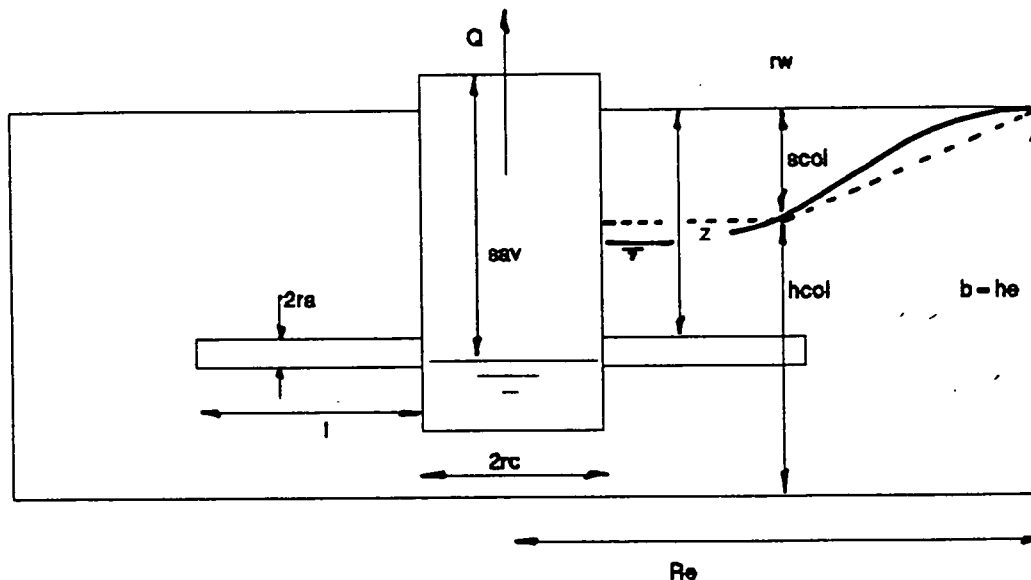 Q
rw
scol
z
sav
hcol
b = he
2ra
l
2rc
Re